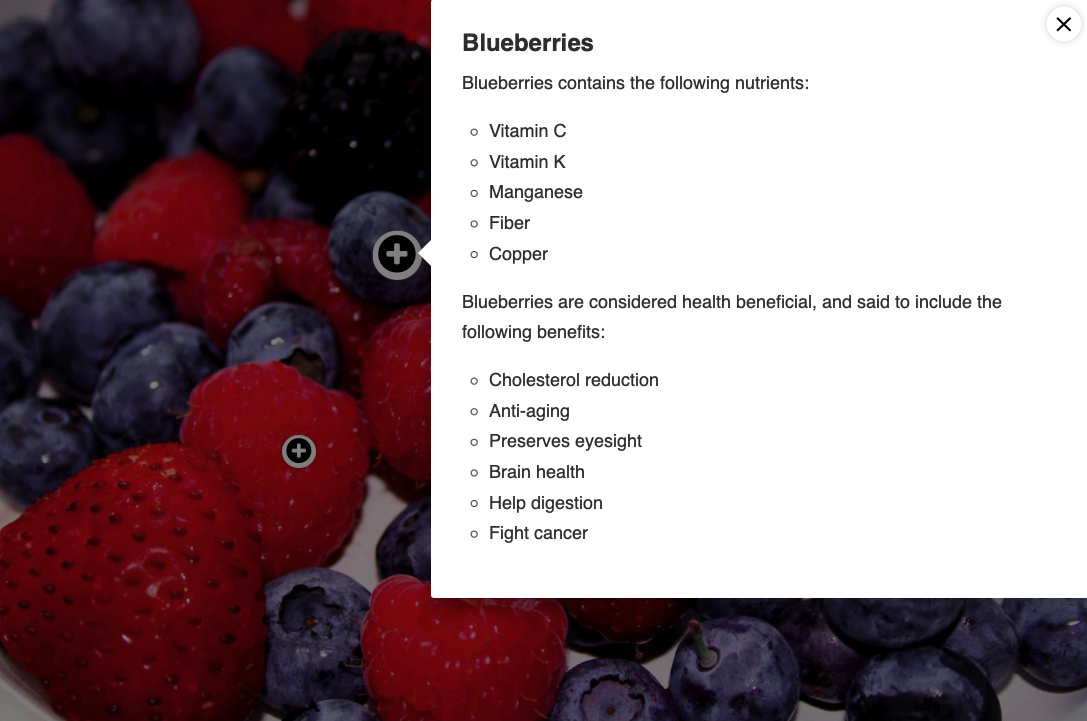 Blueberries
Blueberries contains the following nutrients:
Vitamin C
Vitamin K
Manganese
Fiber
Copper
Blueberries are considered health beneficial, and said to include the
following benefits:
Cholesterol reduction
Anti-aging
Preserves eyesight
Brain health
Help digestion
Fight cancer